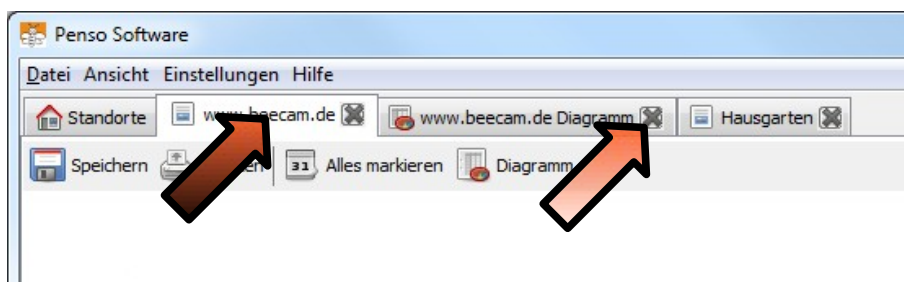 Penso Software
Datei Ansicht Einstellungen Hilfe
Standorte www.beecam.de www.beecam.de Diagramm Hausgarten
Speichern 31 Alles markieren Diagramm